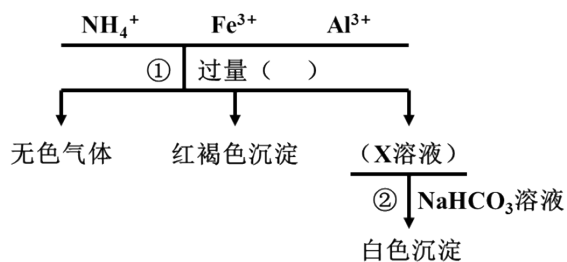 NH₄⁺ Fe³⁺ Al³⁺
① 过量（ ）
无色气体 红褐色沉淀 （X溶液）
② NaHCO₃溶液
白色沉淀